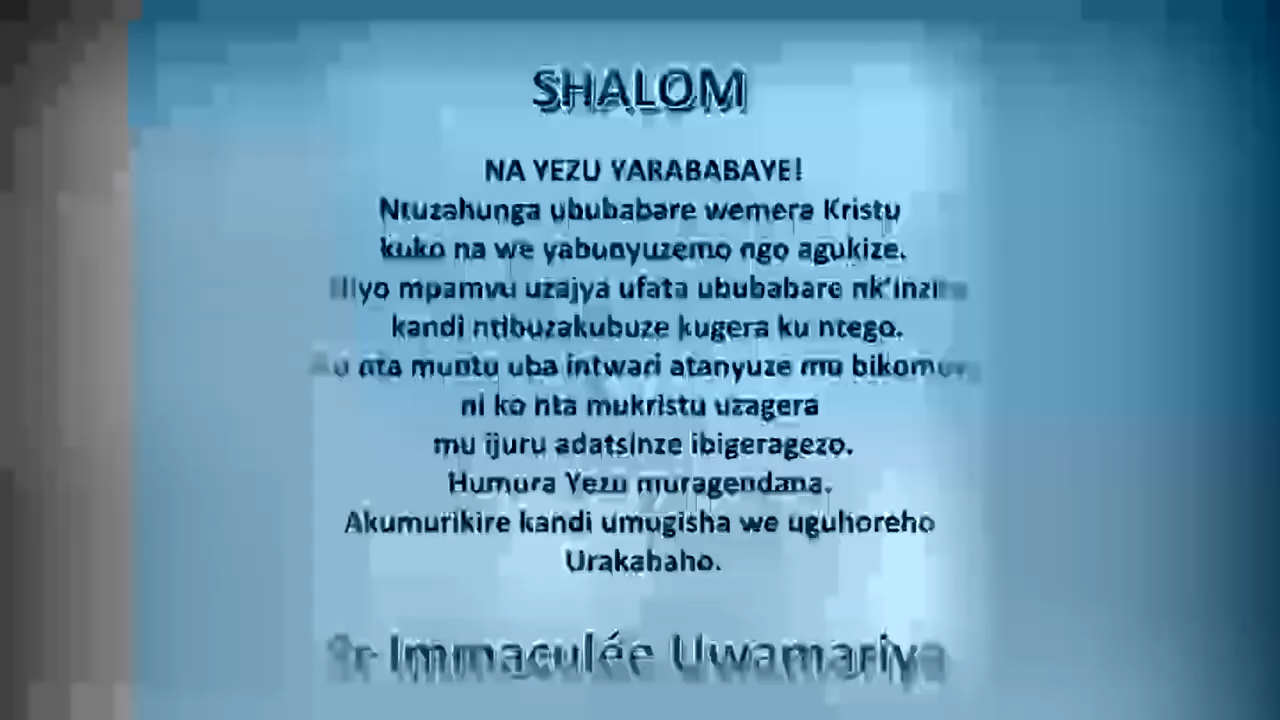 SHALOM
NA YEZU YARABABAYE!
Ntuzahunga ububabare wemera Kristu
kuko na we yabunyuzemo ngo agukize.
mpamvu uzajya ufata ububabare
kandi ntibuzakubuze kugera ku ntego.
nta muntu uba intwari atanyuze mu
ni ko nta mukristu uzagera
mu ijuru adatsinze ibigeragezo.
Humura Yezu muragendana.
Akumurikire kandi umugisha we uguhoreho
Urakabaho.
Sr Immaculée Uwamariya